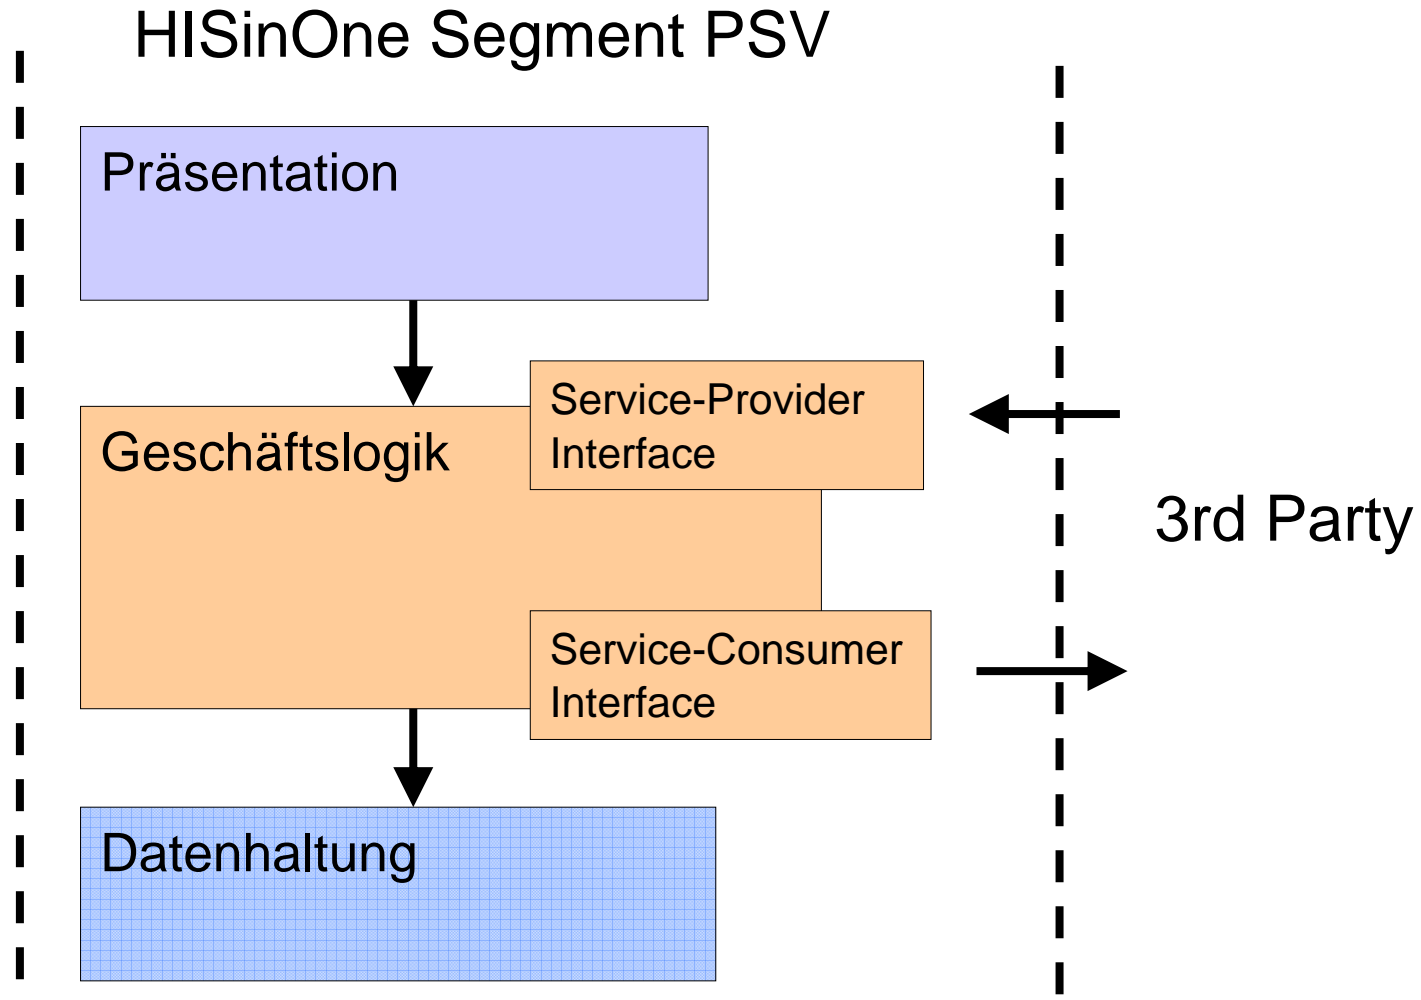 HISinOne Segment PSV
Präsentation
Service-Provider
Interface
Geschäftslogik
3rd Party
Service-Consumer
Interface
Datenhaltung